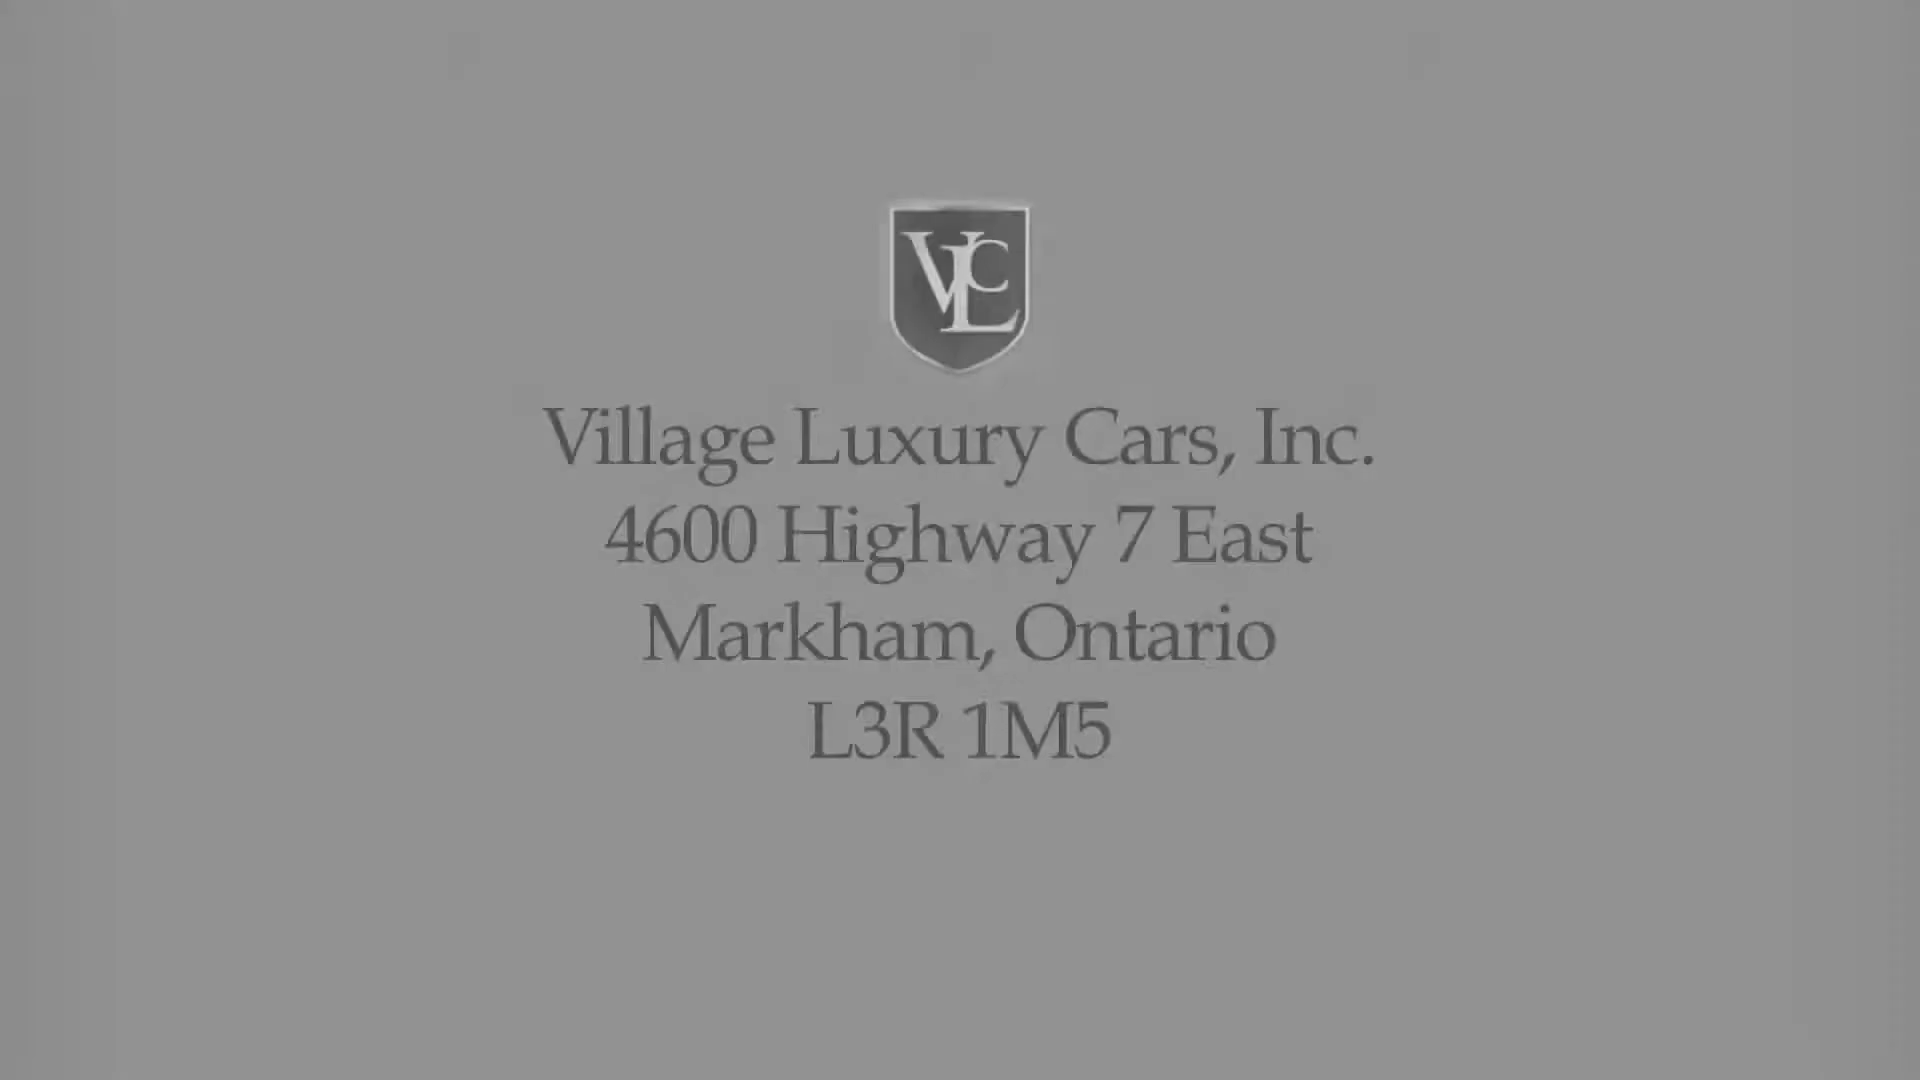 VLC
Village Luxury Cars, Inc.
4600 Highway 7 East
Markham, Ontario
L3R 1M5